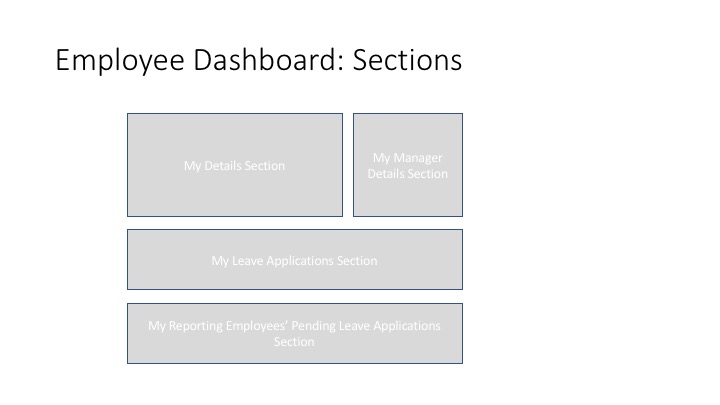 Employee Dashboard: Sections
My Details Section
My Manager
Details Section
My Leave Applications Section
My Reporting Employees' Pending Leave Applications
Section